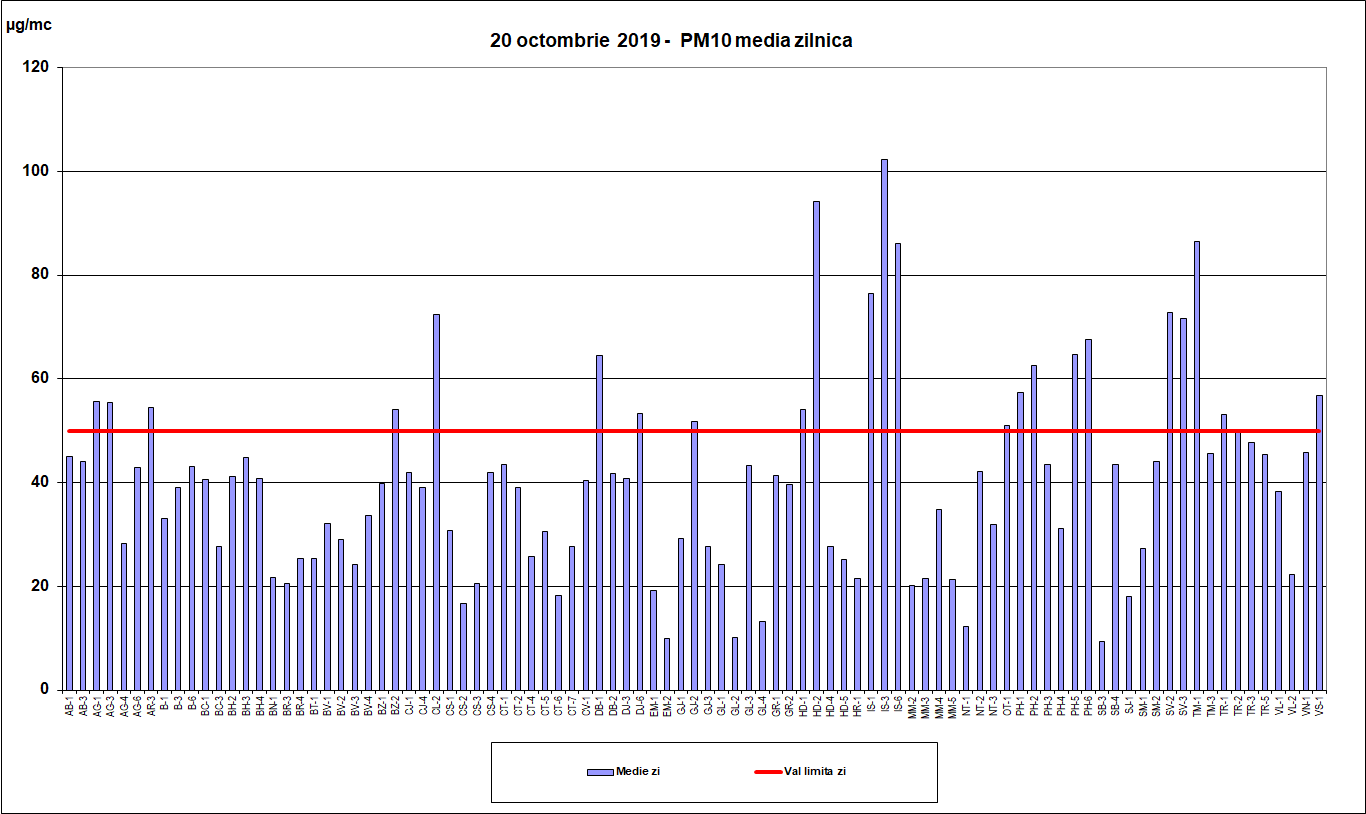 µg/mc
20 octombrie 2019 - PM10 media zilnica
120
100
80
60
40
20
0
AB-1
AB-3
AG-1
AG-3
AG-4
AG-6
AR-3
B-1
B-3
B-6
BC-1
BC-3
BH-2
BH-3
BH-4
BN-1
BR-3
BR-4
BT-1
BV-1
BV-2
BV-3
BV-4
BZ-1
BZ-2
CJ-1
CJ-4
CL-2
CS-1
CS-2
CS-3
CS-4
CT-1
CT-2
CT-4
CT-5
CT-6
CT-7
CV-1
DB-1
DB-2
DJ-3
DJ-6
EM-1
EM-2
GJ-1
GJ-2
GJ-3
GL-1
GL-2
GL-3
GL-4
GR-1
GR-2
HD-1
HD-2
HD-4
HD-5
HR-1
IS-1
IS-3
IS-6
MM-2
MM-3
MM-4
MM-5
NT-1
NT-2
NT-3
OT-1
PH-1
PH-2
PH-3
PH-4
PH-5
PH-6
SB-3
SB-4
SJ-1
SM-1
SM-2
SV-2
SV-3
TM-1
TM-3
TR-1
TR-2
TR-3
TR-5
VL-1
VL-2
VN-1
VS-1
Medie zi
Val limita zi